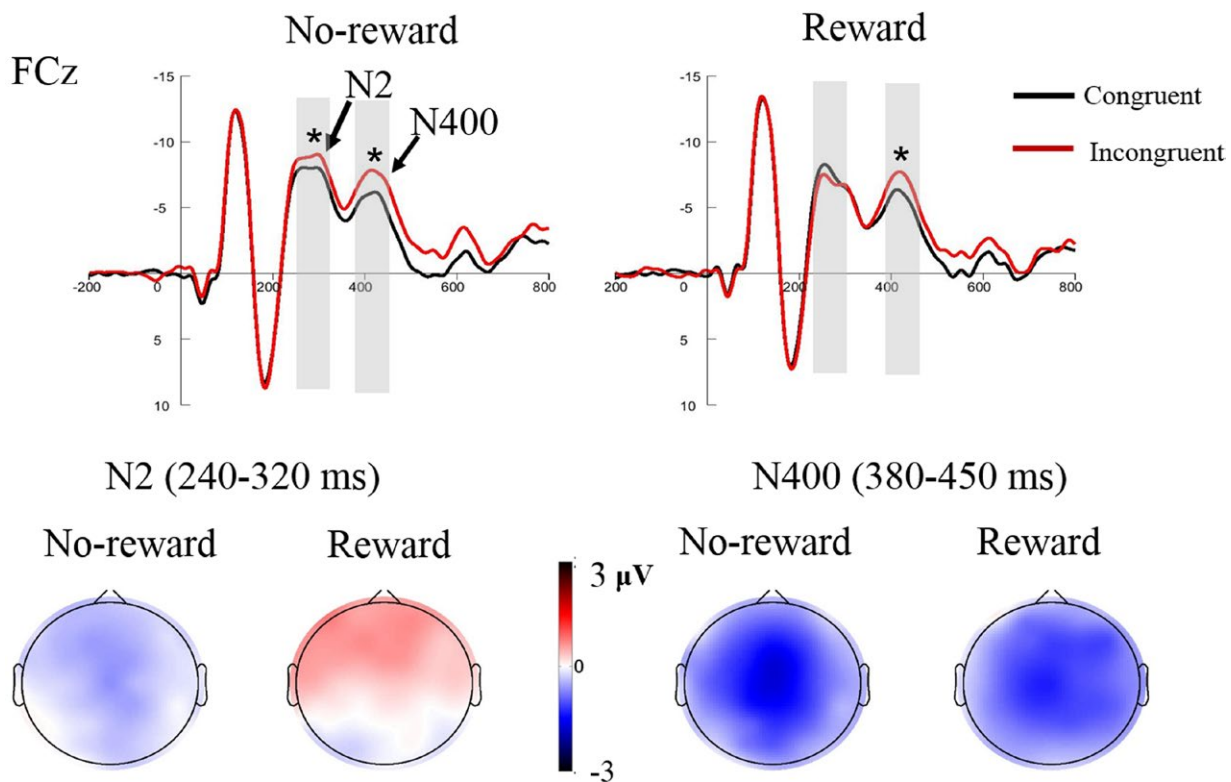 No-reward
Reward
FCz
-15
-10
-5
5
10
-200
0
200
400
600
800
N2
N400
*
*
-15
-10
-5
5
10
-200
0
200
400
600
800
*
Congruent
Incongruent
N2 (240-320 ms)
N400 (380-450 ms)
No-reward
Reward
3 μV
0
-3
No-reward
Reward